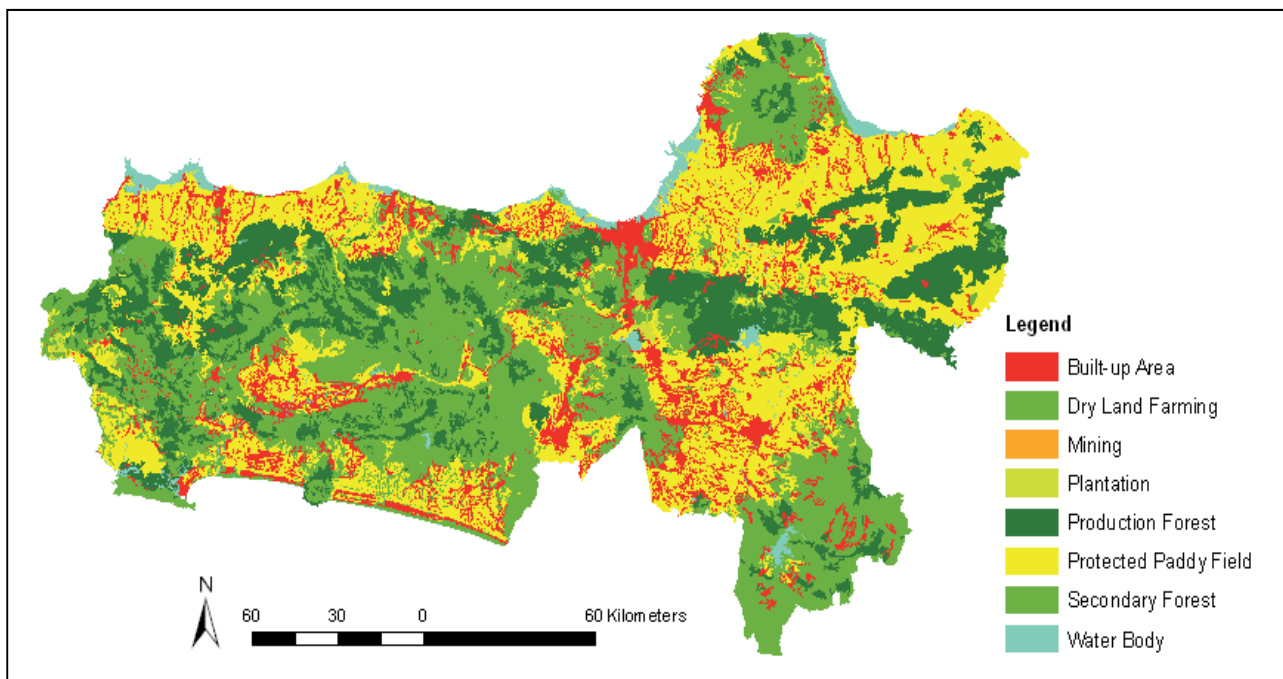 Legend
Built-up Area
Dry Land Farming
Mining
Plantation
Production Forest
Protected Paddy Field
Secondary Forest
Water Body
N
60 30 0 60 Kilometers